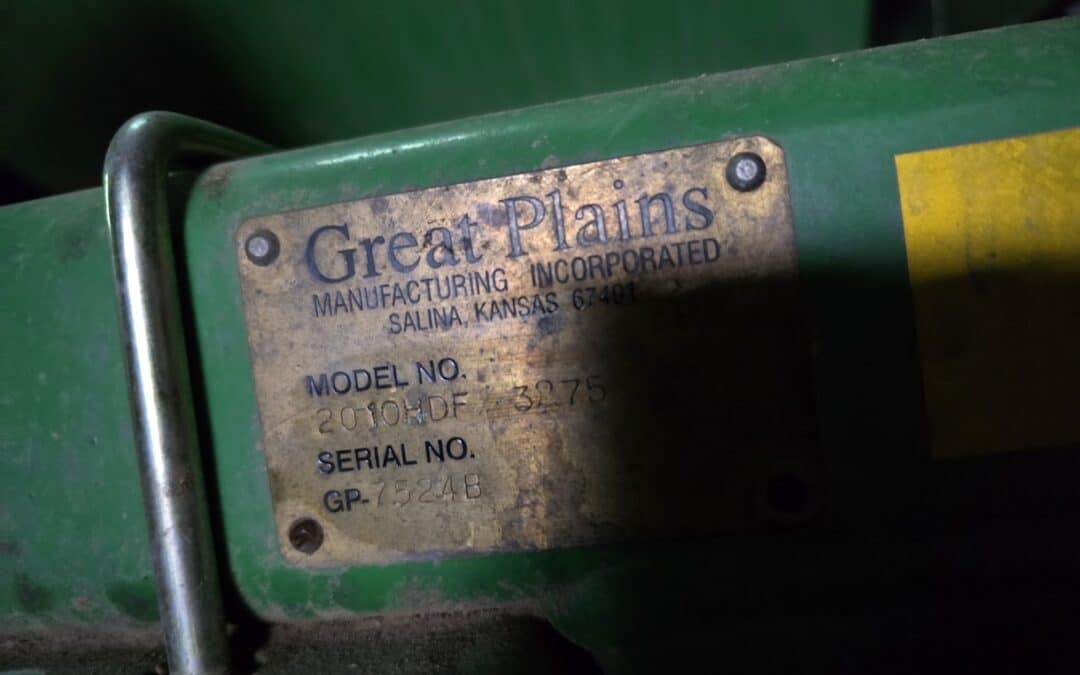 Great Plains
MANUFACTURING INCORPORATED
SALINA, KANSAS 67401
MODEL NO.
2010HDF 3275
SERIAL NO.
GP-7524B